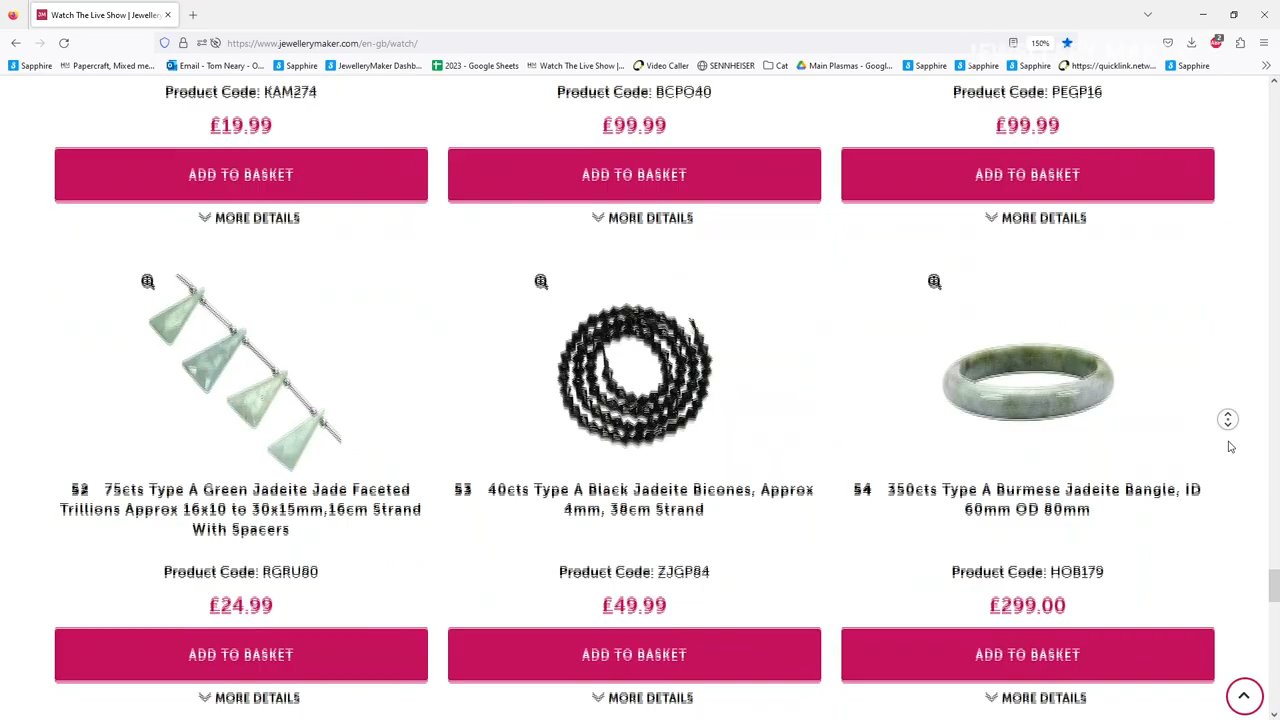 Watch The Live Show | Jewellery
https://www.jewellerymaker.com/en-gb/watch/
150%
2
Sapphire
Papercraft, Mixed me...
Email - Tom Neary - O...
Sapphire
JewelleryMaker Dashb...
2023 - Google Sheets
Watch The Live Show |...
Video Caller
SENNHEISER
Cat
Main Plasmas - Googl...
Sapphire
Sapphire
Sapphire
https://quicklink.netw...
Sapphire
Product Code: KAM274
Product Code: BCPO40
Product Code: PEGP16
£19.99
£99.99
£99.99
ADD TO BASKET
ADD TO BASKET
ADD TO BASKET
MORE DETAILS
MORE DETAILS
MORE DETAILS
52 75cts Type A Green Jadeite Jade Faceted
Trillions Approx 16x10 to 30x15mm,16cm Strand
With Spacers
53 40cts Type A Black Jadeite Bicones, Approx
4mm, 38cm Strand
54 350cts Type A Burmese Jadeite Bangle, ID
60mm OD 80mm
Product Code: RGRU80
Product Code: ZJGP84
Product Code: HOB179
£24.99
£49.99
£299.00
ADD TO BASKET
ADD TO BASKET
ADD TO BASKET
MORE DETAILS
MORE DETAILS
MORE DETAILS